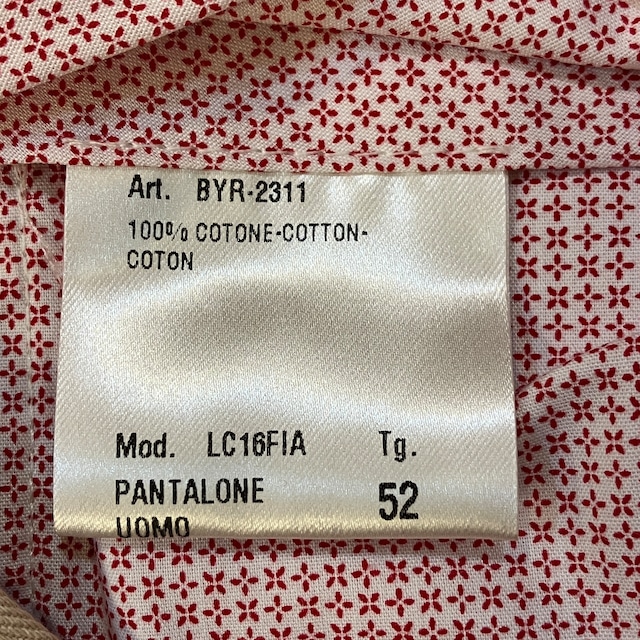 Art. BYR-2311
100% COTONE-COTTON-
COTON
Mod. LC16FIA Tg.
PANTALONE 52
UOMO